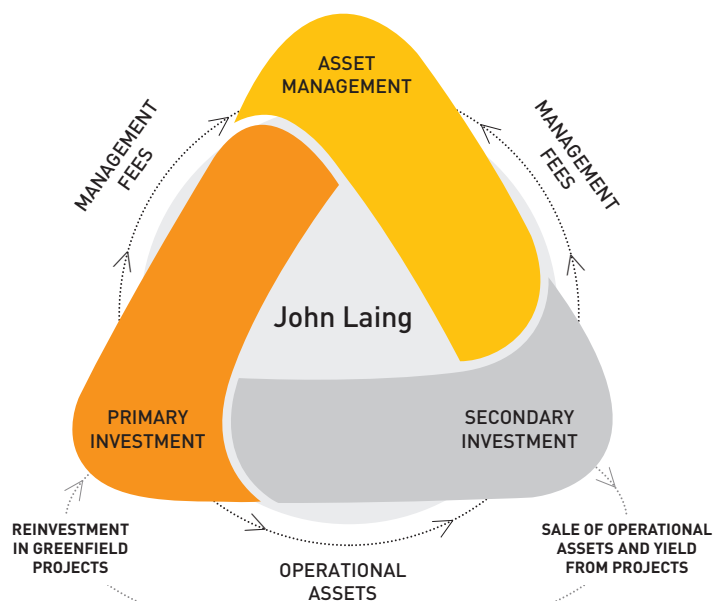 ASSET
MANAGEMENT
MANAGEMENT
FEES
MANAGEMENT
FEES
John Laing
PRIMARY
INVESTMENT
SECONDARY
INVESTMENT
REINVESTMENT
IN GREENFIELD
PROJECTS
OPERATIONAL
ASSETS
SALE OF OPERATIONAL
ASSETS AND YIELD
FROM PROJECTS